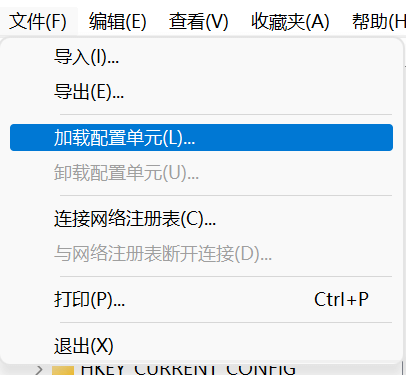 文件(F) 编辑(E) 查看(V) 收藏夹(A) 帮助(H
导入(I)...
导出(E)...
加载配置单元(L)...
卸载配置单元(U)...
连接网络注册表(C)...
与网络注册表断开连接(D)...
打印(P)... Ctrl+P
退出(X)
HKEY_CURRENT_CONFIG